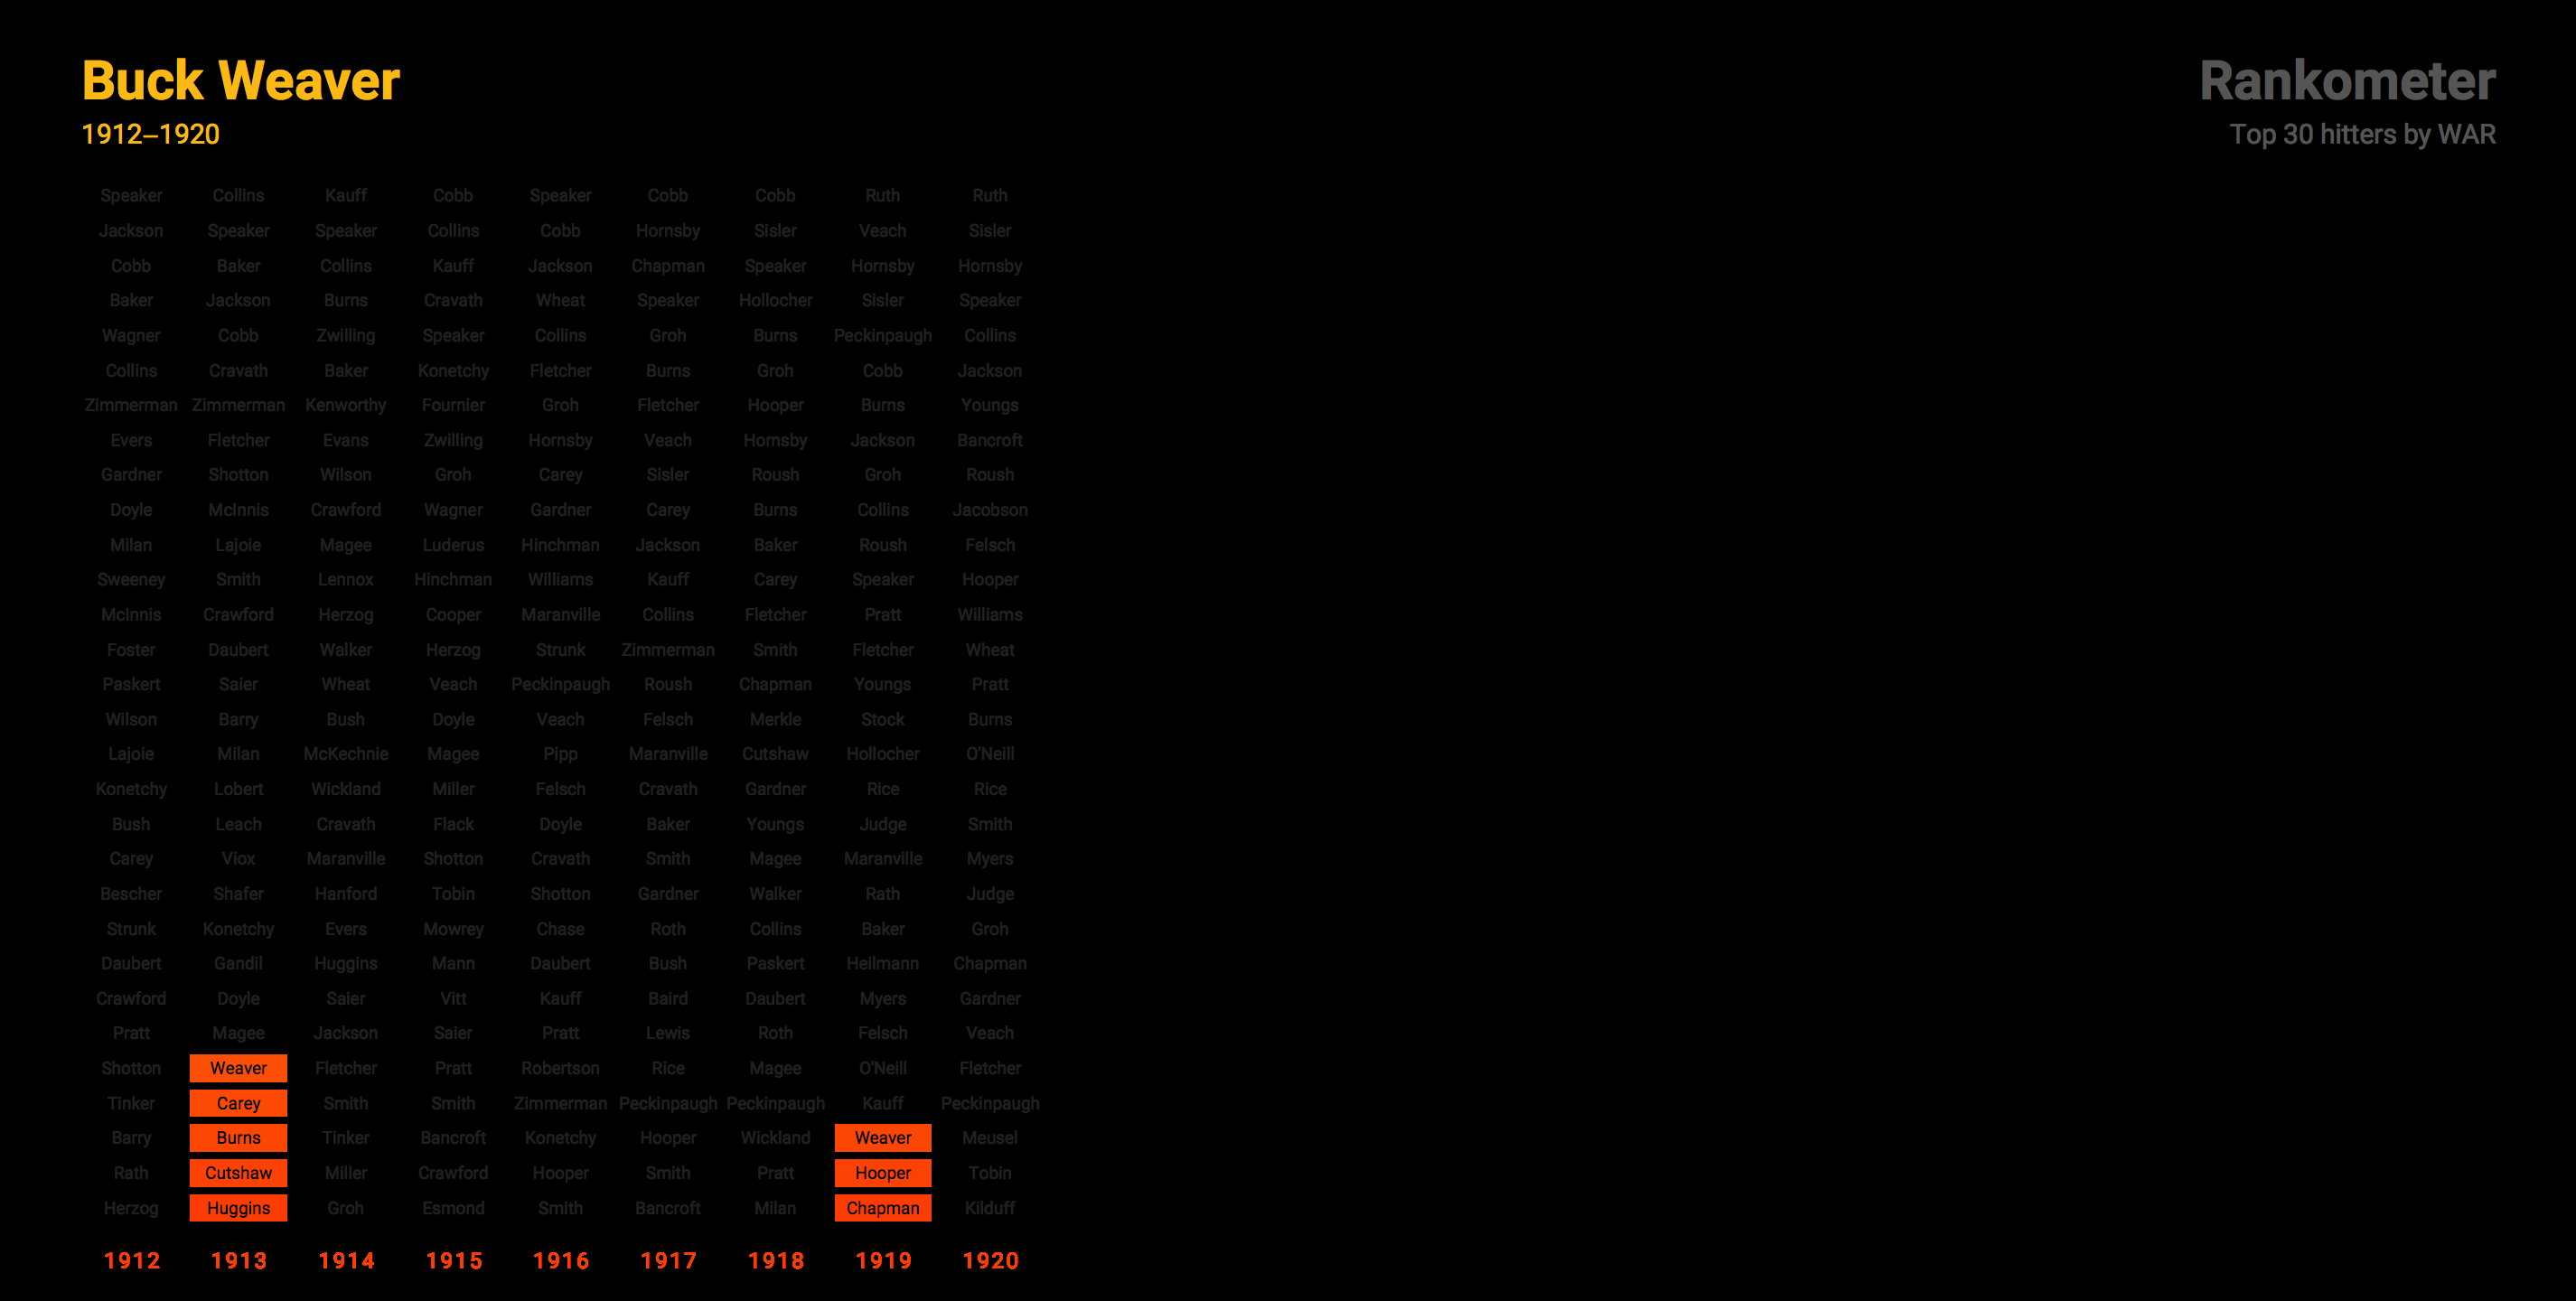 Buck Weaver
1912–1920
Rankometer
Top 30 hitters by WAR
Speaker Collins Kauff Cobb Speaker Cobb Cobb Ruth Ruth
Jackson Speaker Speaker Collins Cobb Hornsby Sisler Veach Sisler
Cobb Baker Collins Kauff Jackson Chapman Speaker Hornsby Hornsby
Baker Jackson Burns Cravath Wheat Speaker Hollocher Sisler Speaker
Wagner Cobb Zwilling Speaker Collins Groh Burns Peckinpaugh Collins
Collins Cravath Baker Konetchy Fletcher Burns Groh Cobb Jackson
Zimmerman Zimmerman Kenworthy Fournier Groh Fletcher Hooper Burns Youngs
Evers Fletcher Evans Zwilling Hornsby Veach Hornsby Jackson Bancroft
Gardner Shotton Wilson Groh Carey Sisler Roush Groh Roush
Doyle McInnis Crawford Wagner Gardner Carey Burns Collins Jacobson
Milan Lajoie Magee Luderus Hinchman Jackson Baker Roush Felsch
Sweeney Smith Lennox Hinchman Williams Kauff Carey Speaker Hooper
McInnis Crawford Herzog Cooper Maranville Collins Fletcher Pratt Williams
Foster Daubert Walker Herzog Strunk Zimmerman Smith Fletcher Wheat
Paskert Saier Wheat Veach Peckinpaugh Roush Chapman Youngs Pratt
Wilson Barry Bush Doyle Veach Felsch Merkle Stock Burns
Lajoie Milan McKechnie Magee Pipp Maranville Cutshaw Hollocher O'Neill
Konetchy Lobert Wickland Miller Felsch Cravath Gardner Rice Rice
Bush Leach Cravath Flack Doyle Baker Youngs Judge Smith
Carey Viox Maranville Shotton Cravath Smith Magee Maranville Myers
Bescher Shafer Hanford Tobin Shotton Gardner Walker Rath Judge
Strunk Konetchy Evers Mowrey Chase Roth Collins Baker Groh
Daubert Gandil Huggins Mann Daubert Bush Paskert Heilmann Chapman
Crawford Doyle Saier Vitt Kauff Baird Daubert Myers Gardner
Pratt Magee Jackson Saier Pratt Lewis Roth Felsch Veach
Shotton Weaver Fletcher Pratt Robertson Rice Magee O'Neill Fletcher
Tinker Carey Smith Smith Zimmerman Peckinpaugh Peckinpaugh Kauff Peckinpaugh
Barry Burns Tinker Bancroft Konetchy Hooper Wickland Weaver Meusel
Rath Cutshaw Miller Crawford Hooper Smith Pratt Hooper Tobin
Herzog Huggins Groh Esmond Smith Bancroft Milan Chapman Kilduff
1912 1913 1914 1915 1916 1917 1918 1919 1920